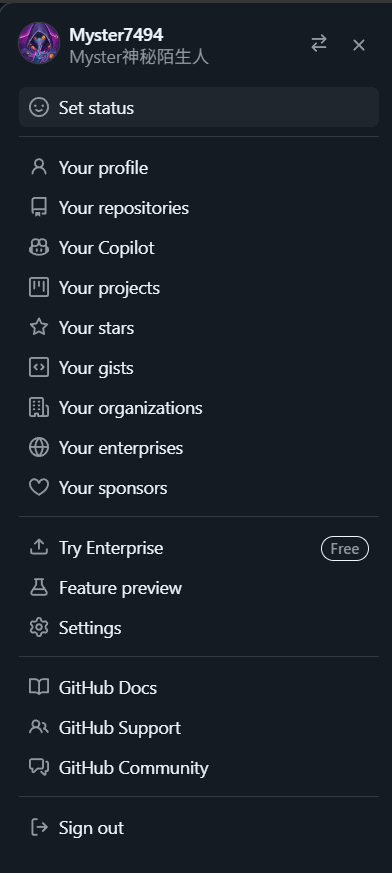 Myster7494
Myster神秘陌生人
Set status
Your profile
Your repositories
Your Copilot
Your projects
Your stars
Your gists
Your organizations
Your enterprises
Your sponsors
Try Enterprise Free
Feature preview
Settings
GitHub Docs
GitHub Support
GitHub Community
Sign out